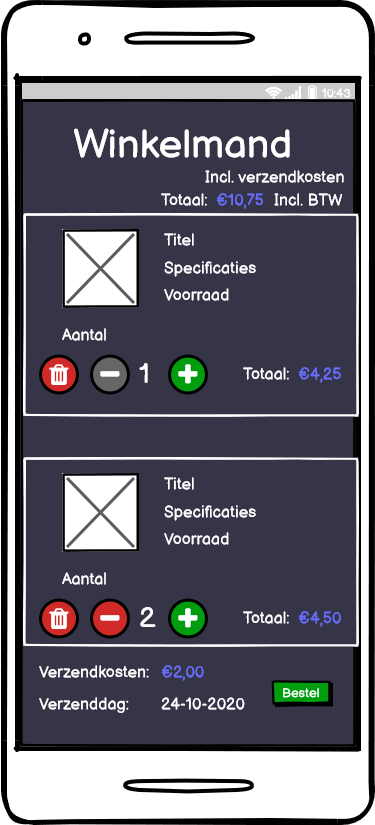 10:43
Winkelmand
Incl. verzendkosten
Totaal: €10,75 Incl. BTW
Titel
Specificaties
Voorraad
Aantal
1 Totaal: €4,25
Titel
Specificaties
Voorraad
Aantal
2 Totaal: €4,50
Verzendkosten: €2,00
Bestel
Verzenddag: 24-10-2020